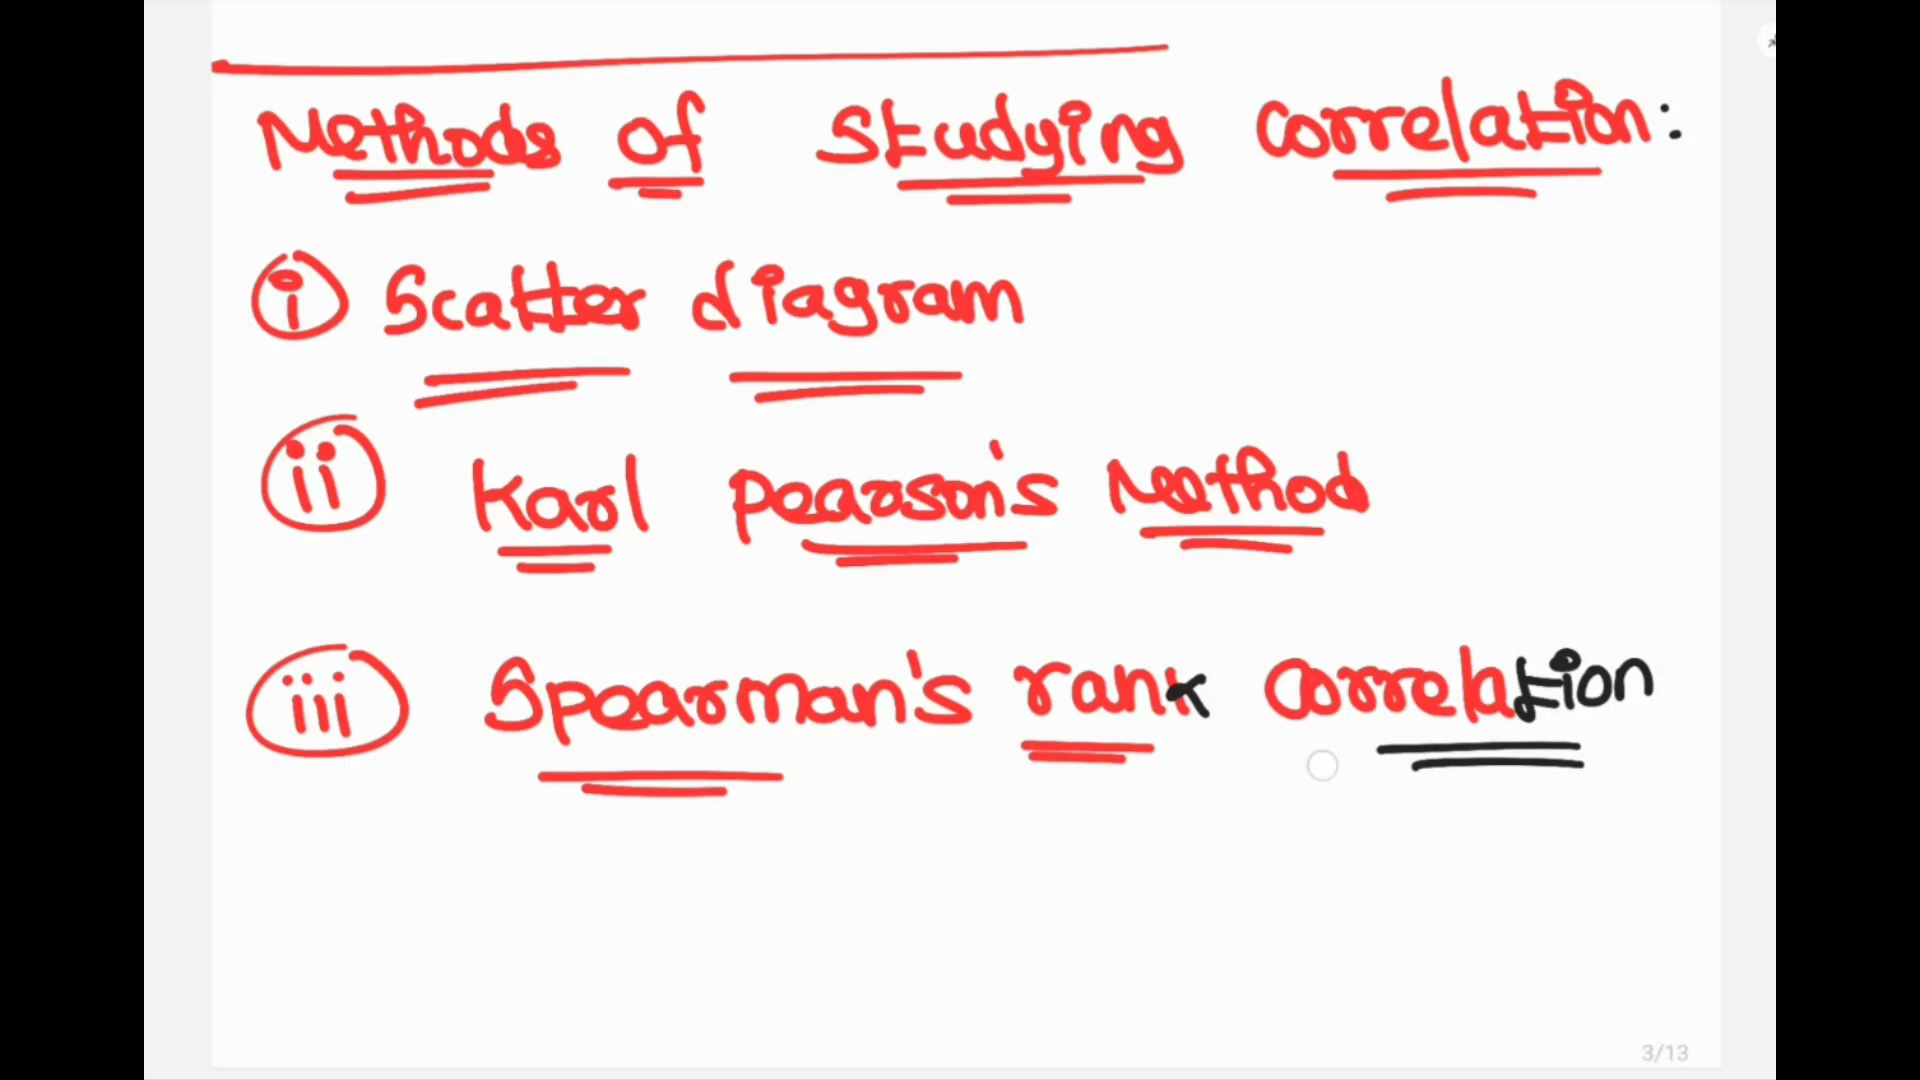 Methods of Studying Correlation:
i Scatter diagram
ii Karl Pearson's Method
iii Spearman's rank Correlation
3/13